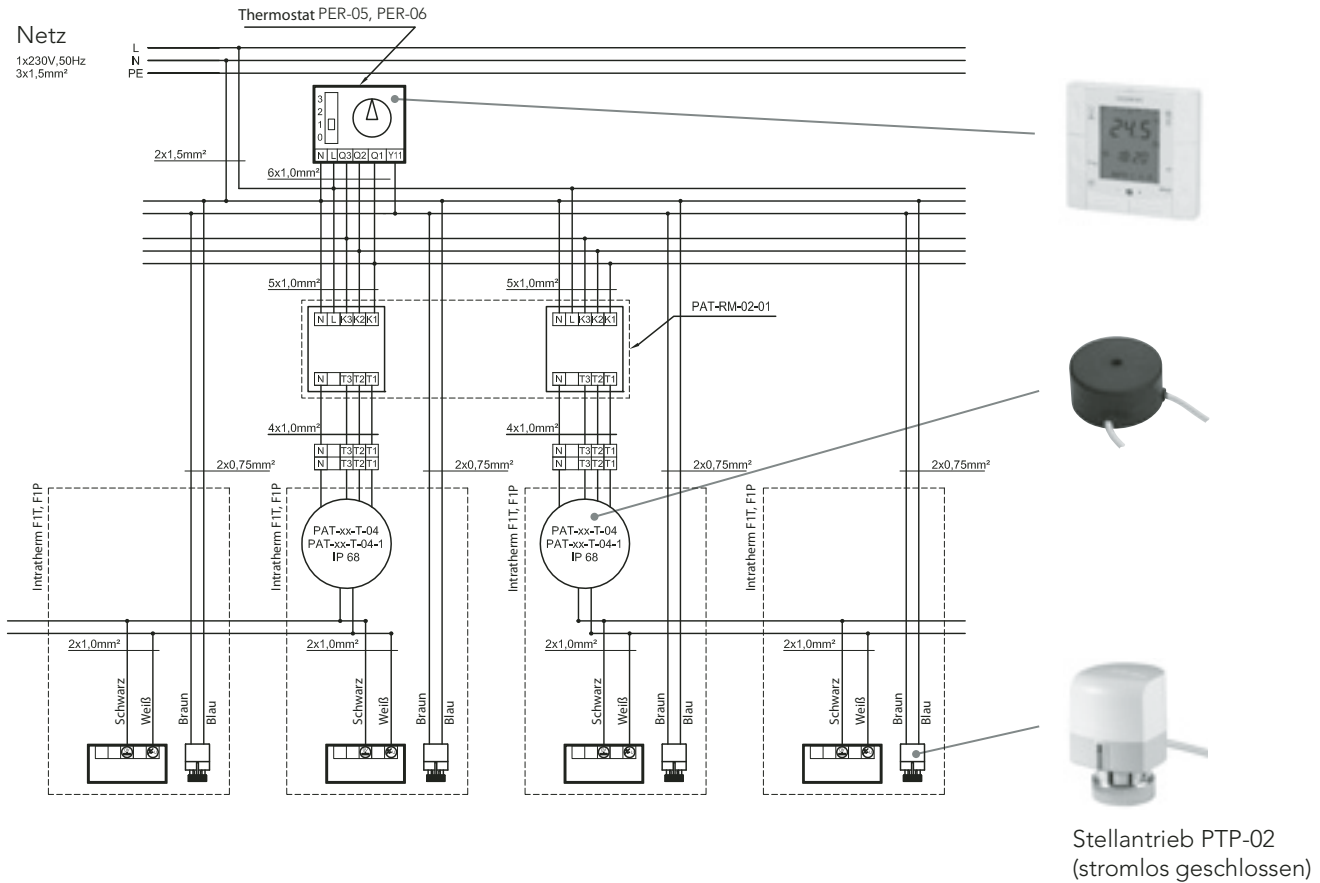 Thermostat PER-05, PER-06
Netz
1x230V,50Hz
3x1,5mm²
L
N
PE
3
2
1
0
N L Q3 Q2 Q1 Y11
24.5
2x1,5mm²
6x1,0mm²
5x1,0mm²
5x1,0mm²
PAT-RM-02-01
N L K3 K2 K1
N L K3 K2 K1
N T3 T2 T1
N T3 T2 T1
4x1,0mm²
4x1,0mm²
N T3 T2 T1
N T3 T2 T1
N T3 T2 T1
N T3 T2 T1
2x0,75mm²
2x0,75mm²
2x0,75mm²
2x0,75mm²
Intratherm F1T, F1P
Intratherm F1T, F1P
Intratherm F1T, F1P
Intratherm F1T, F1P
PAT-xx-T-04
PAT-xx-T-04-1
IP 68
PAT-xx-T-04
PAT-xx-T-04-1
IP 68
2x1,0mm²
2x1,0mm²
2x1,0mm²
2x1,0mm²
Schwarz
Weiß
Braun
Blau
Schwarz
Weiß
Braun
Blau
Schwarz
Weiß
Braun
Blau
Schwarz
Weiß
Braun
Blau
Stellantrieb PTP-02
(stromlos geschlossen)